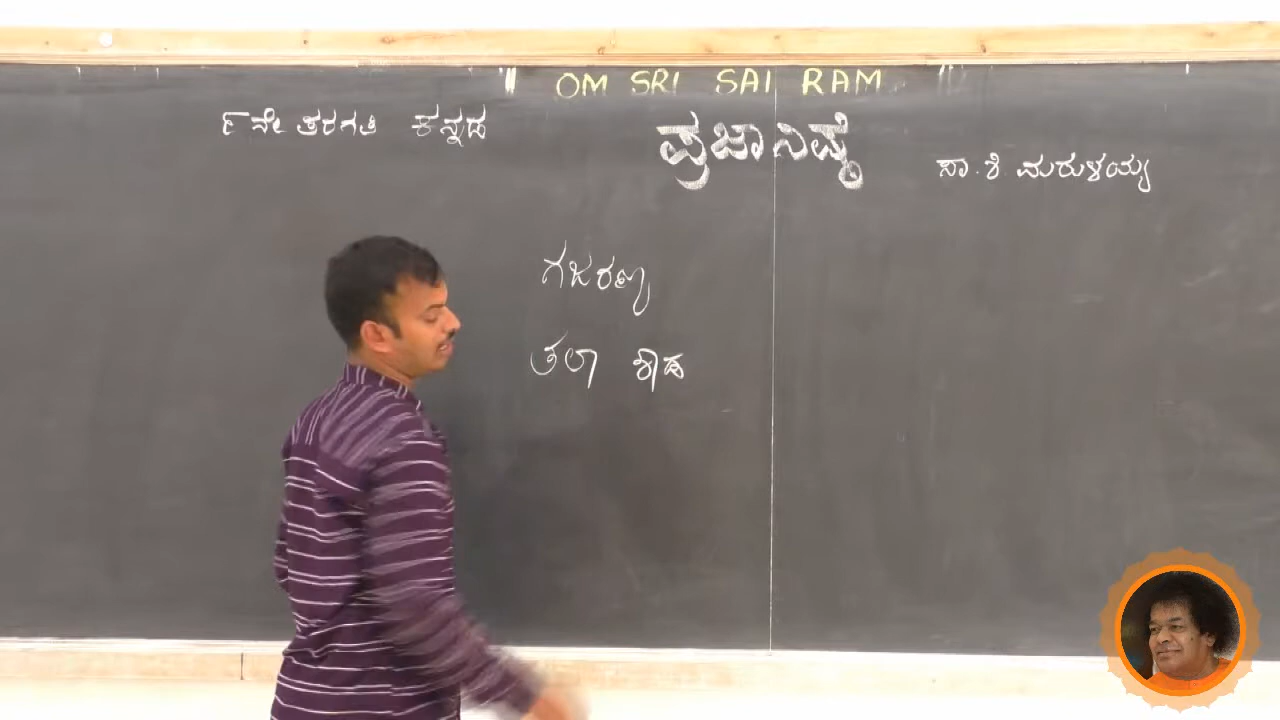 OM SRI SAI RAM
೯ನೇ ತರಗತಿ ಕನ್ನಡ
ಪ್ರಜಾನಿಷ್ಠೆ
ಸಾ.ಶಿ ಮರುಳಯ್ಯ
ಗಜರಣ್ಯ
ತಲಾ